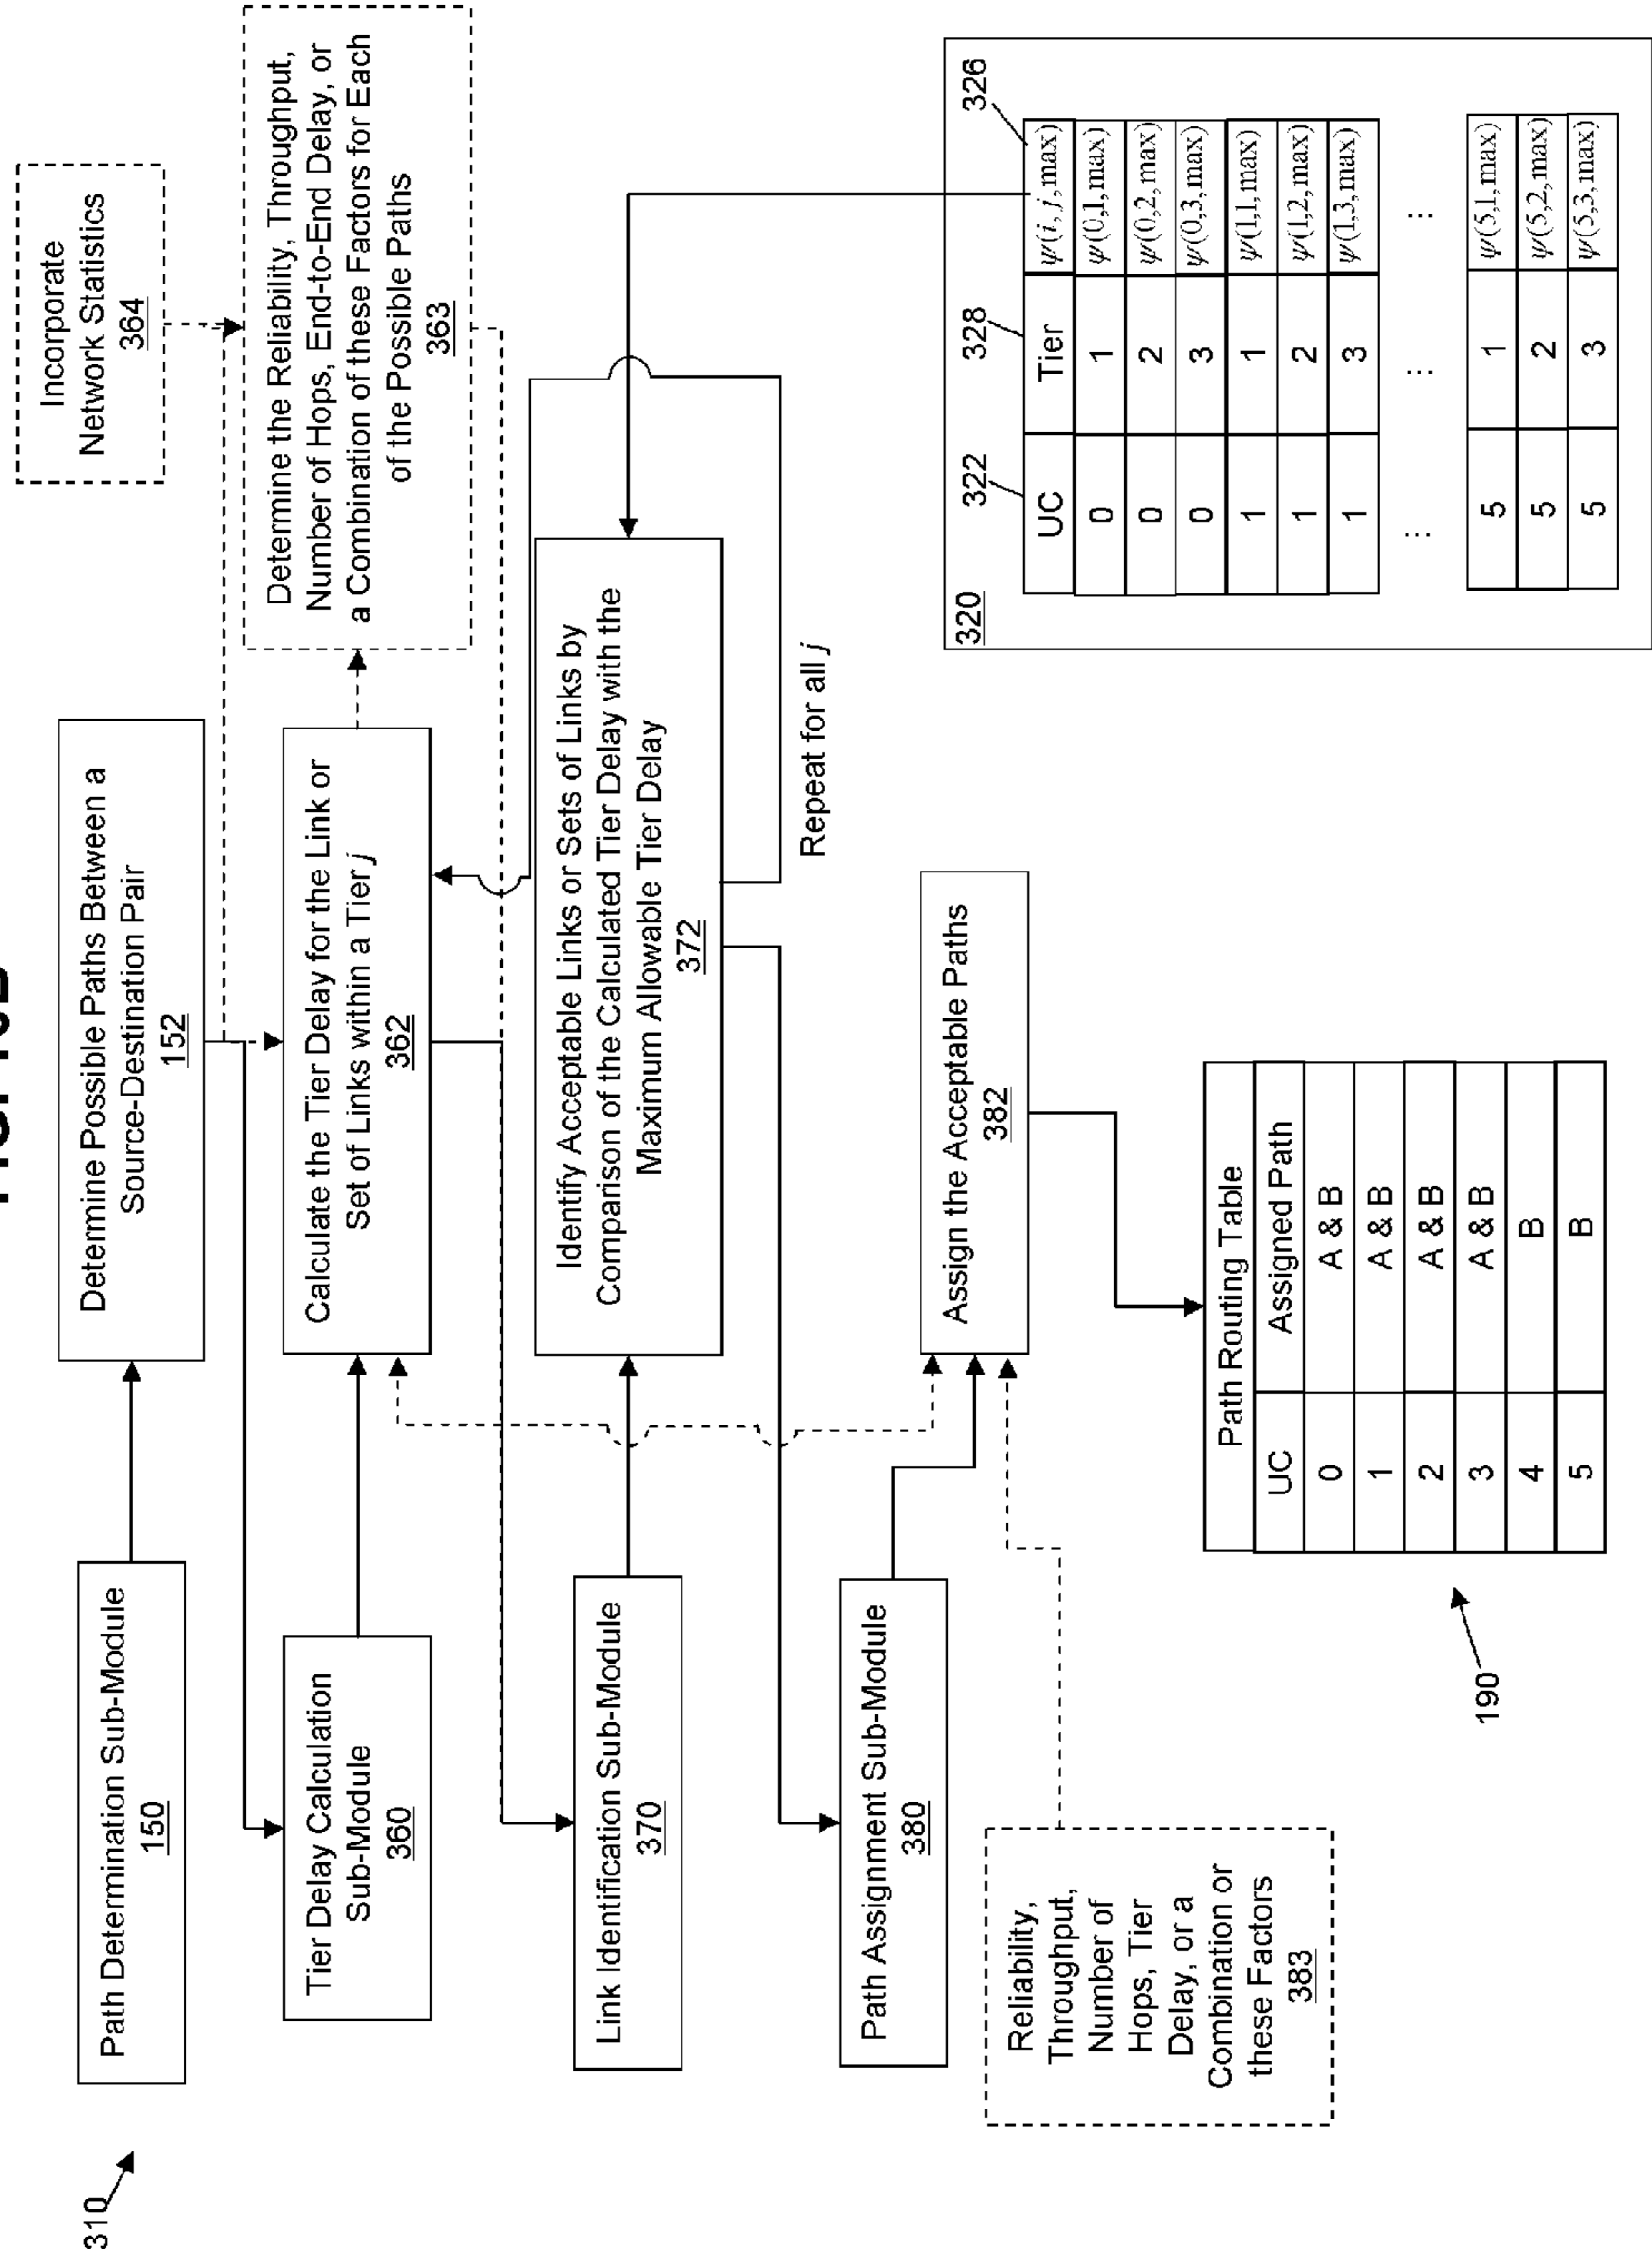 310
Path Determination Sub-Module
150
Determine Possible Paths Between a
Source-Destination Pair
152
Incorporate
Network Statistics
364
Tier Delay Calculation
Sub-Module
360
Calculate the Tier Delay for the Link or
Set of Links within a Tier j
362
Determine the Reliability, Throughput,
Number of Hops, End-to-End Delay, or
a Combination of these Factors for Each
of the Possible Paths
363
Link Identification Sub-Module
370
Identify Acceptable Links or Sets of Links by
Comparison of the Calculated Tier Delay with the
Maximum Allowable Tier Delay
372
Repeat for all j
Path Assignment Sub-Module
380
Assign the Acceptable Paths
382
Reliability,
Throughput,
Number of
Hops, Tier
Delay, or a
Combination or
these Factors
383
190
Path Routing Table
UC Assigned Path
0 A & B
1 A & B
2 A & B
3 A & B
4 B
5 B
320
322 328 326
UC Tier ψ(i, j, max)
0 1 ψ(0,1,max)
0 2 ψ(0,2,max)
0 3 ψ(0,3,max)
1 1 ψ(1,1,max)
1 2 ψ(1,2,max)
1 3 ψ(1,3,max)
... ... ...
5 1 ψ(5,1,max)
5 2 ψ(5,2,max)
5 3 ψ(5,3,max)